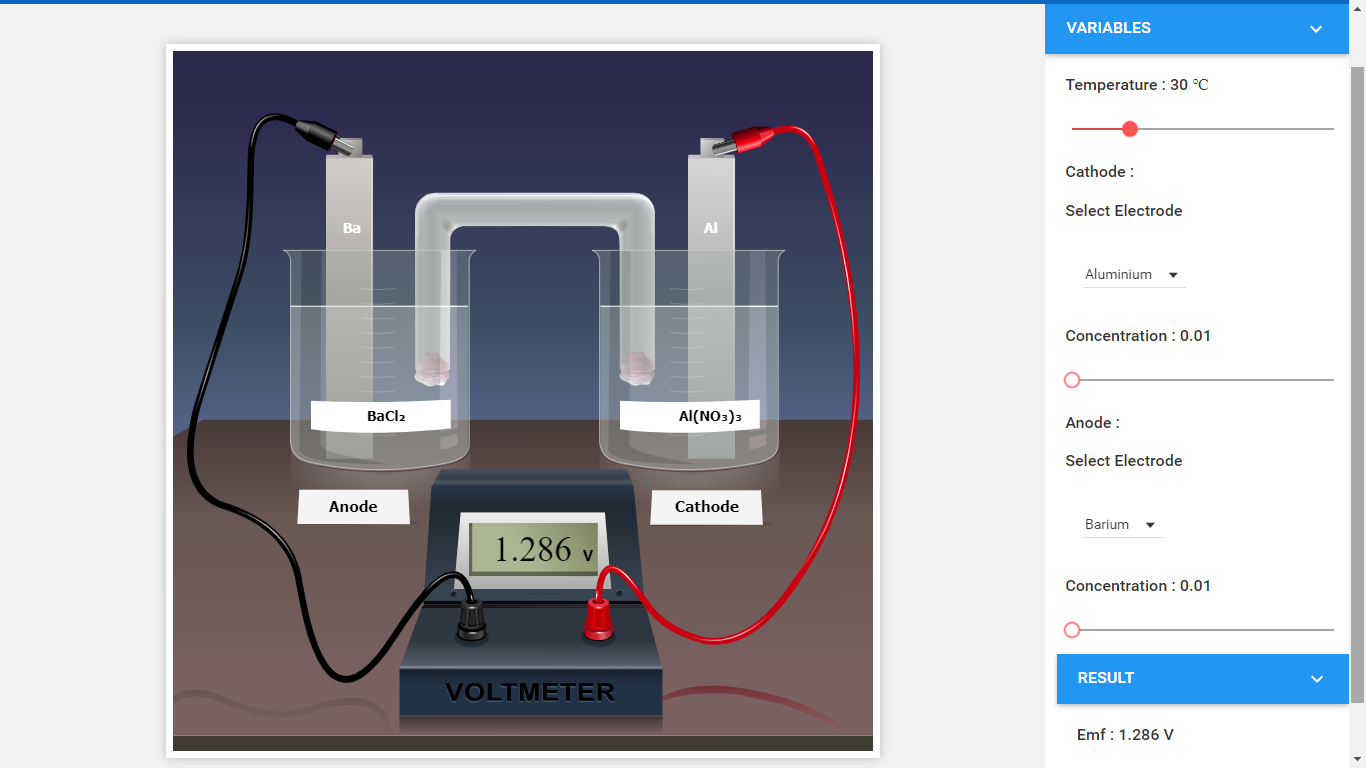 VARIABLES
Temperature : 30 °C
Cathode :
Select Electrode
Aluminium
Concentration : 0.01
Anode :
Select Electrode
Barium
Concentration : 0.01
RESULT
Emf : 1.286 V
Ba
Al
BaCl₂
Al(NO₃)₃
Anode
Cathode
1.286 v
VOLTMETER